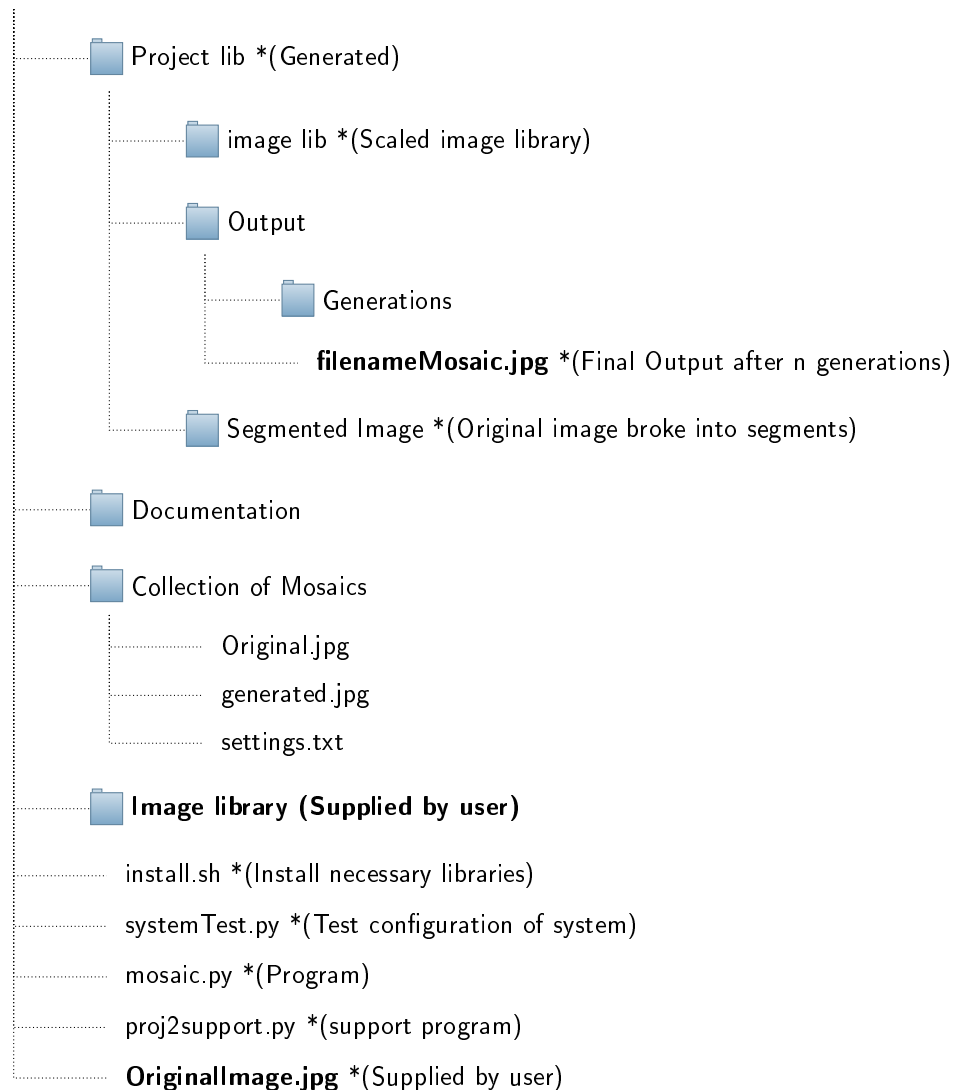 Project lib *(Generated)
image lib *(Scaled image library)
Output
Generations
filenameMosaic.jpg *(Final Output after n generations)
Segmented Image *(Original image broke into segments)
Documentation
Collection of Mosaics
Original.jpg
generated.jpg
settings.txt
Image library (Supplied by user)
install.sh *(Install necessary libraries)
systemTest.py *(Test configuration of system)
mosaic.py *(Program)
proj2support.py *(support program)
OriginalImage.jpg *(Supplied by user)